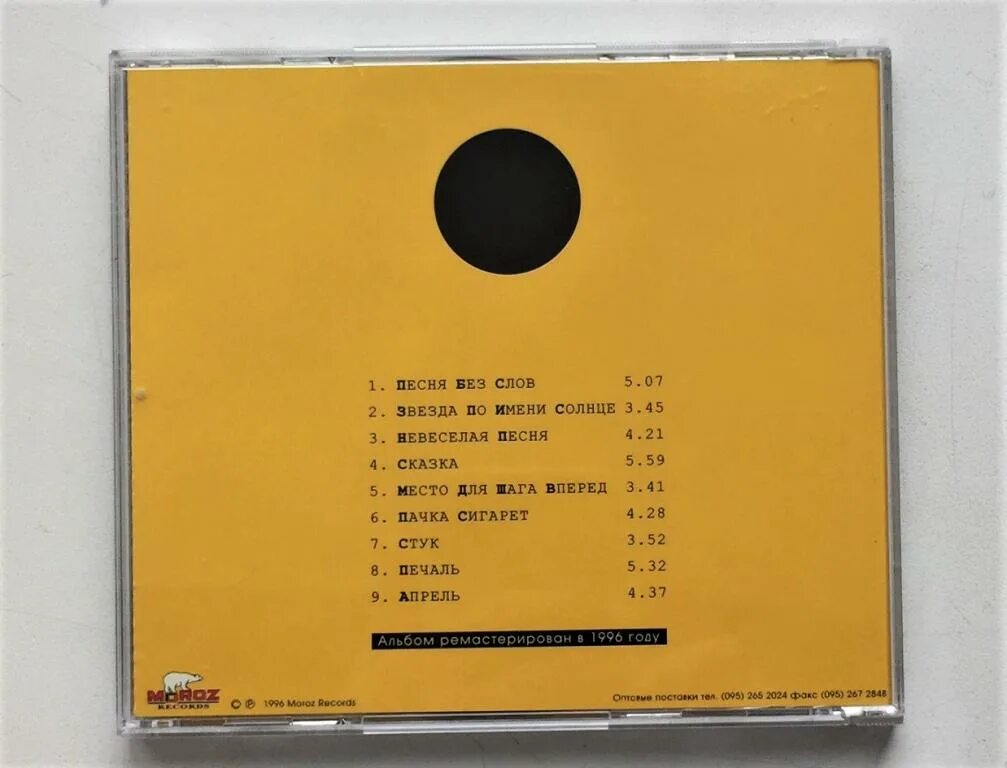 1. ПЕСНЯ БЕЗ СЛОВ 5.07
2. ЗВЕЗДА ПО ИМЕНИ СОЛНЦЕ 3.45
3. НЕВЕСЕЛАЯ ПЕСНЯ 4.21
4. СКАЗКА 5.59
5. МЕСТО ДЛЯ ШАГА ВПЕРЕД 3.41
6. ПАЧКА СИГАРЕТ 4.28
7. СТУК 3.52
8. ПЕЧАЛЬ 5.32
9. АПРЕЛЬ 4.37
Альбом ремастерирован в 1996 году
MOROZ
RECORDS
© ℗ 1996 Moroz Records
Оптовые поставки тел. (095) 265 2024 факс (095) 267 2848